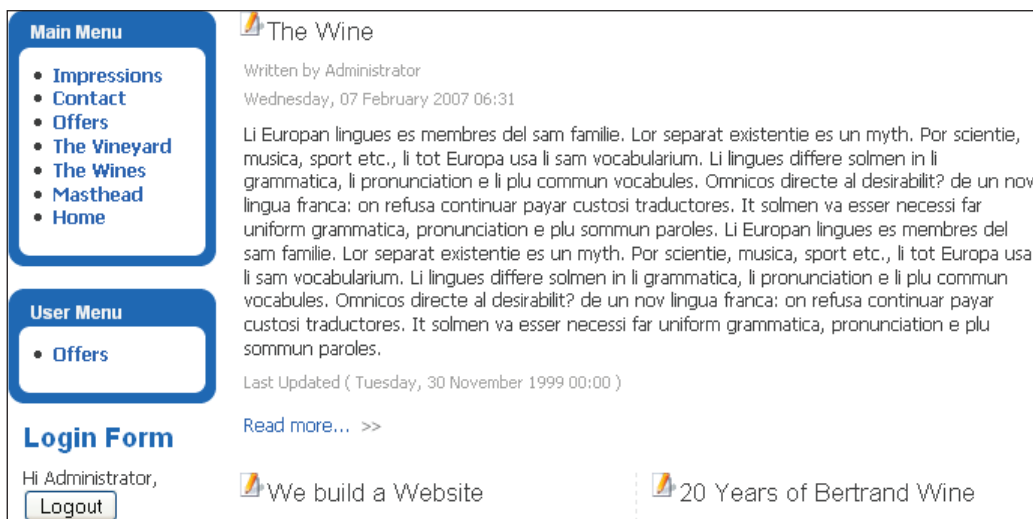 Main Menu
Impressions
Contact
Offers
The Vineyard
The Wines
Masthead
Home
User Menu
Offers
Login Form
Hi Administrator,
Logout
The Wine
Written by Administrator
Wednesday, 07 February 2007 06:31
Li Europan lingues es membres del sam familie. Lor separat existentie es un myth. Por scientie,
musica, sport etc., li tot Europa usa li sam vocabularium. Li lingues differe solmen in li
grammatica, li pronunciation e li plu commun vocabules. Omnicos directe al desirabilit? de un nov
lingua franca: on refusa continuar payar custosi traductores. It solmen va esser necessi far
uniform grammatica, pronunciation e plu sommun paroles. Li Europan lingues es membres del
sam familie. Lor separat existentie es un myth. Por scientie, musica, sport etc., li tot Europa usa
li sam vocabularium. Li lingues differe solmen in li grammatica, li pronunciation e li plu commun
vocabules. Omnicos directe al desirabilit? de un nov lingua franca: on refusa continuar payar
custosi traductores. It solmen va esser necessi far uniform grammatica, pronunciation e plu
sommun paroles.
Last Updated ( Tuesday, 30 November 1999 00:00 )
Read more... >>
We build a Website
20 Years of Bertrand Wine